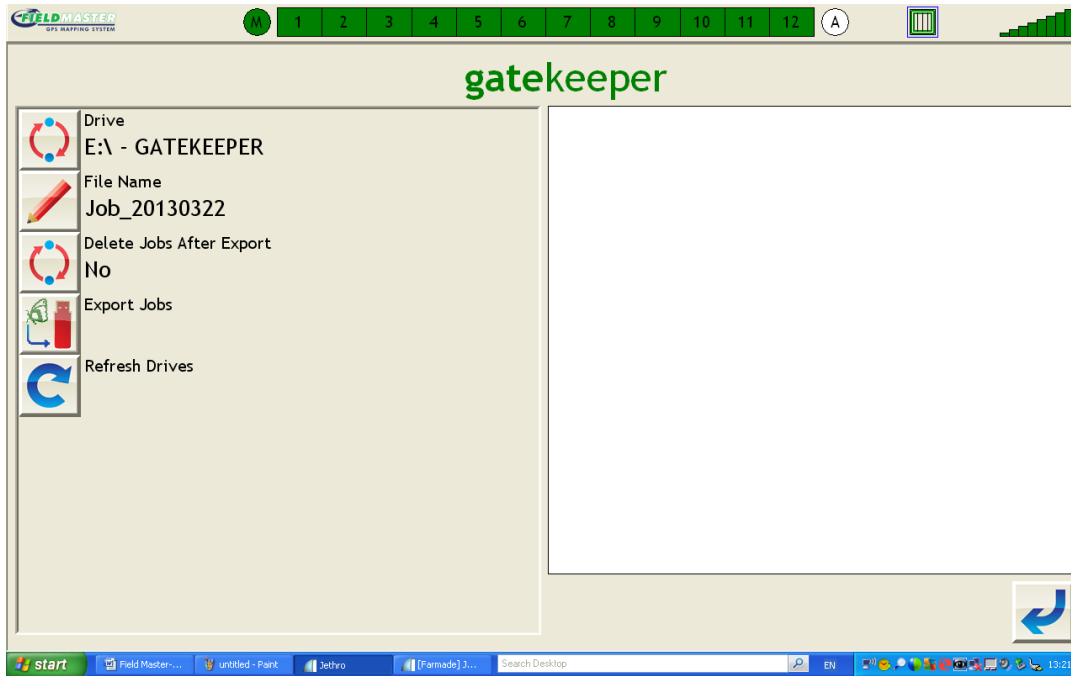 FIELDMASTER
GPS MAPPING SYSTEM
M 1 2 3 4 5 6 7 8 9 10 11 12 A
gatekeeper
Drive
E:\ - GATEKEEPER
File Name
Job_20130322
Delete Jobs After Export
No
Export Jobs
Refresh Drives
start Field Master-... untitled - Paint Jethro [Farmade] J... Search Desktop EN 13:21